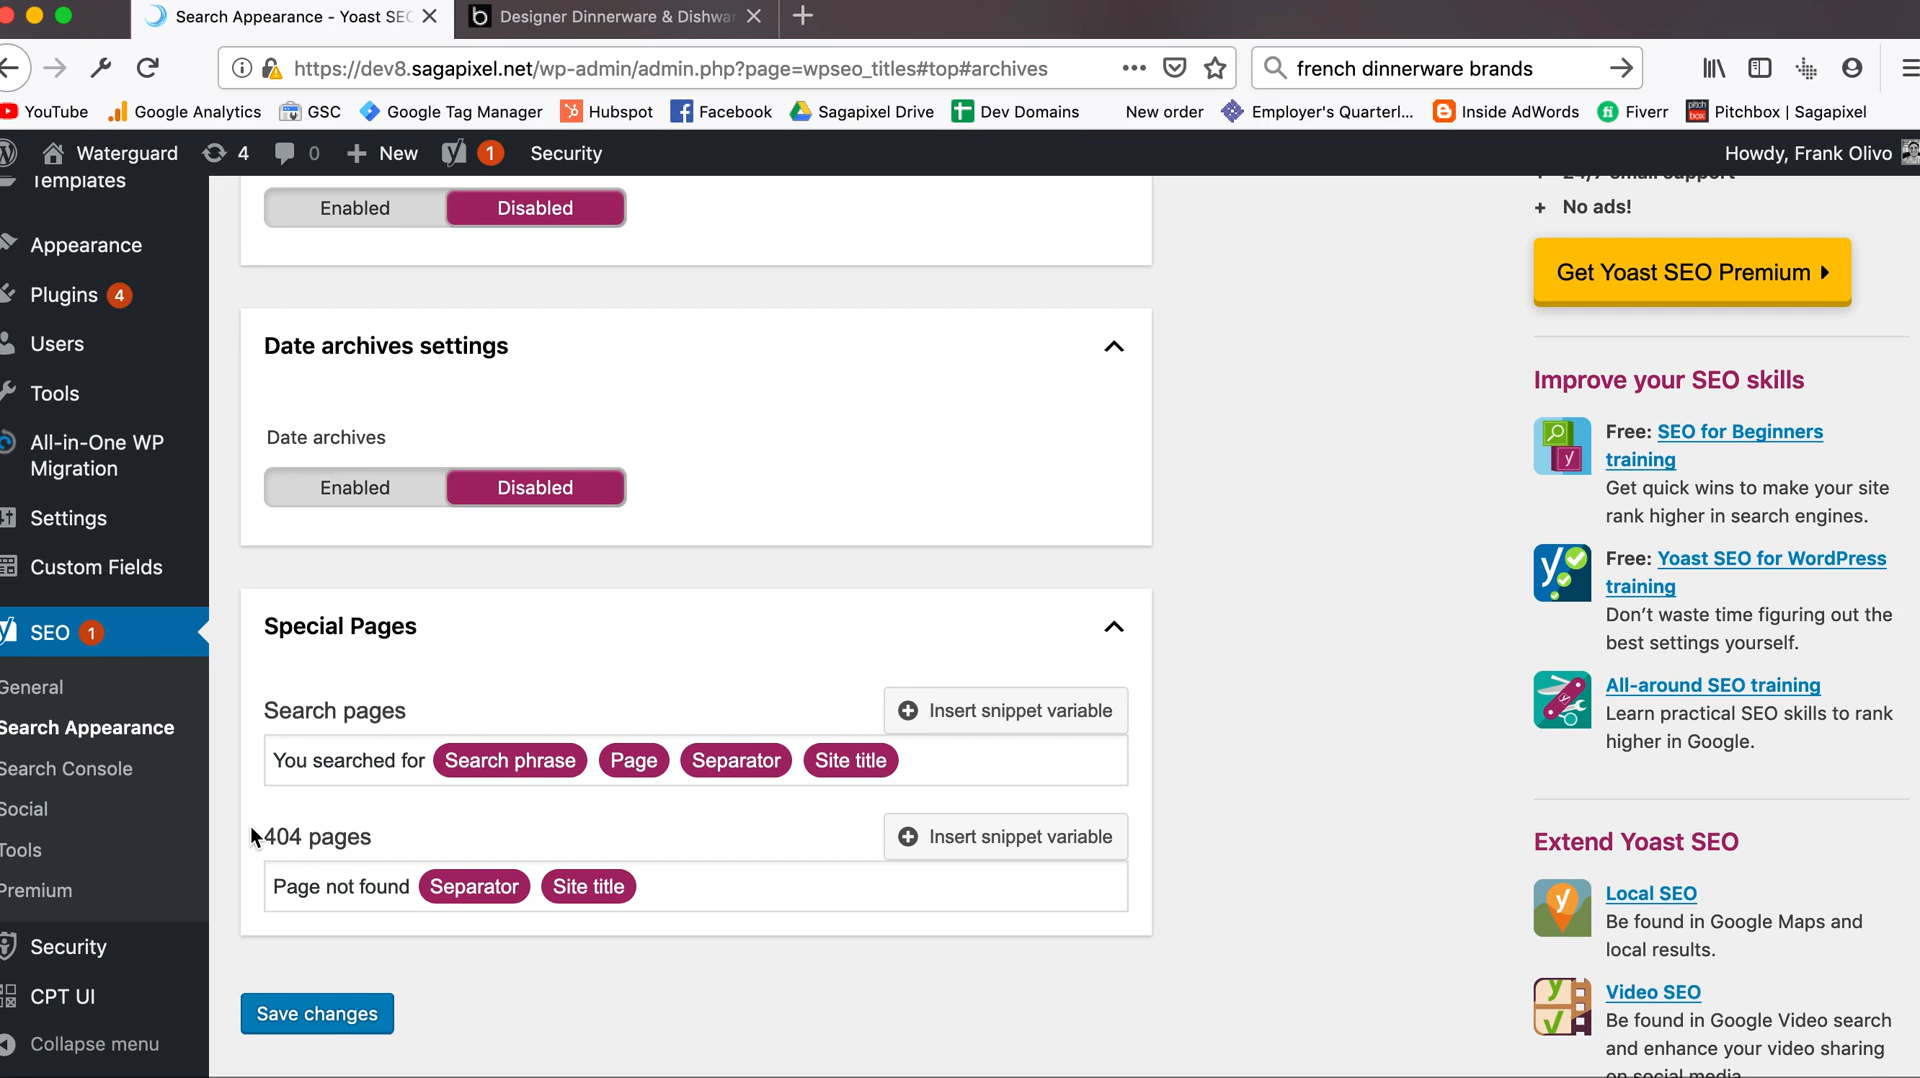 Search Appearance - Yoast SEO
Designer Dinnerware & Dishwa
https://dev8.sagapixel.net/wp-admin/admin.php?page=wpseo_titles#top#archives
french dinnerware brands
YouTube
Google Analytics
GSC
Google Tag Manager
Hubspot
Facebook
Sagapixel Drive
Dev Domains
New order
Employer's Quarterl...
Inside AdWords
Fiverr
pitch box
Pitchbox | Sagapixel
Waterguard
4
0
New
1
Security
Howdy, Frank Olivo
Templates
Appearance
Plugins 4
Users
Tools
All-in-One WP
Migration
Settings
Custom Fields
SEO 1
General
Search Appearance
Search Console
Social
Tools
Premium
Security
CPT UI
Collapse menu
Enabled
Disabled
Date archives settings
Date archives
Enabled
Disabled
Special Pages
Search pages
Insert snippet variable
You searched for Search phrase Page Separator Site title
404 pages
Insert snippet variable
Page not found Separator Site title
Save changes
+ 24/7 email support
+ No ads!
Get Yoast SEO Premium
Improve your SEO skills
Free: SEO for Beginners
training
Get quick wins to make your site
rank higher in search engines.
Free: Yoast SEO for WordPress
training
Don't waste time figuring out the
best settings yourself.
All-around SEO training
Learn practical SEO skills to rank
higher in Google.
Extend Yoast SEO
Local SEO
Be found in Google Maps and
local results.
Video SEO
Be found in Google Video search
and enhance your video sharing
on social media.